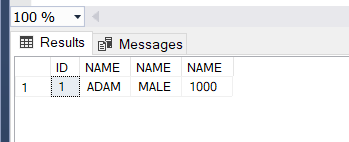 100 %
Results Messages
ID NAME NAME NAME
1 1 ADAM MALE 1000